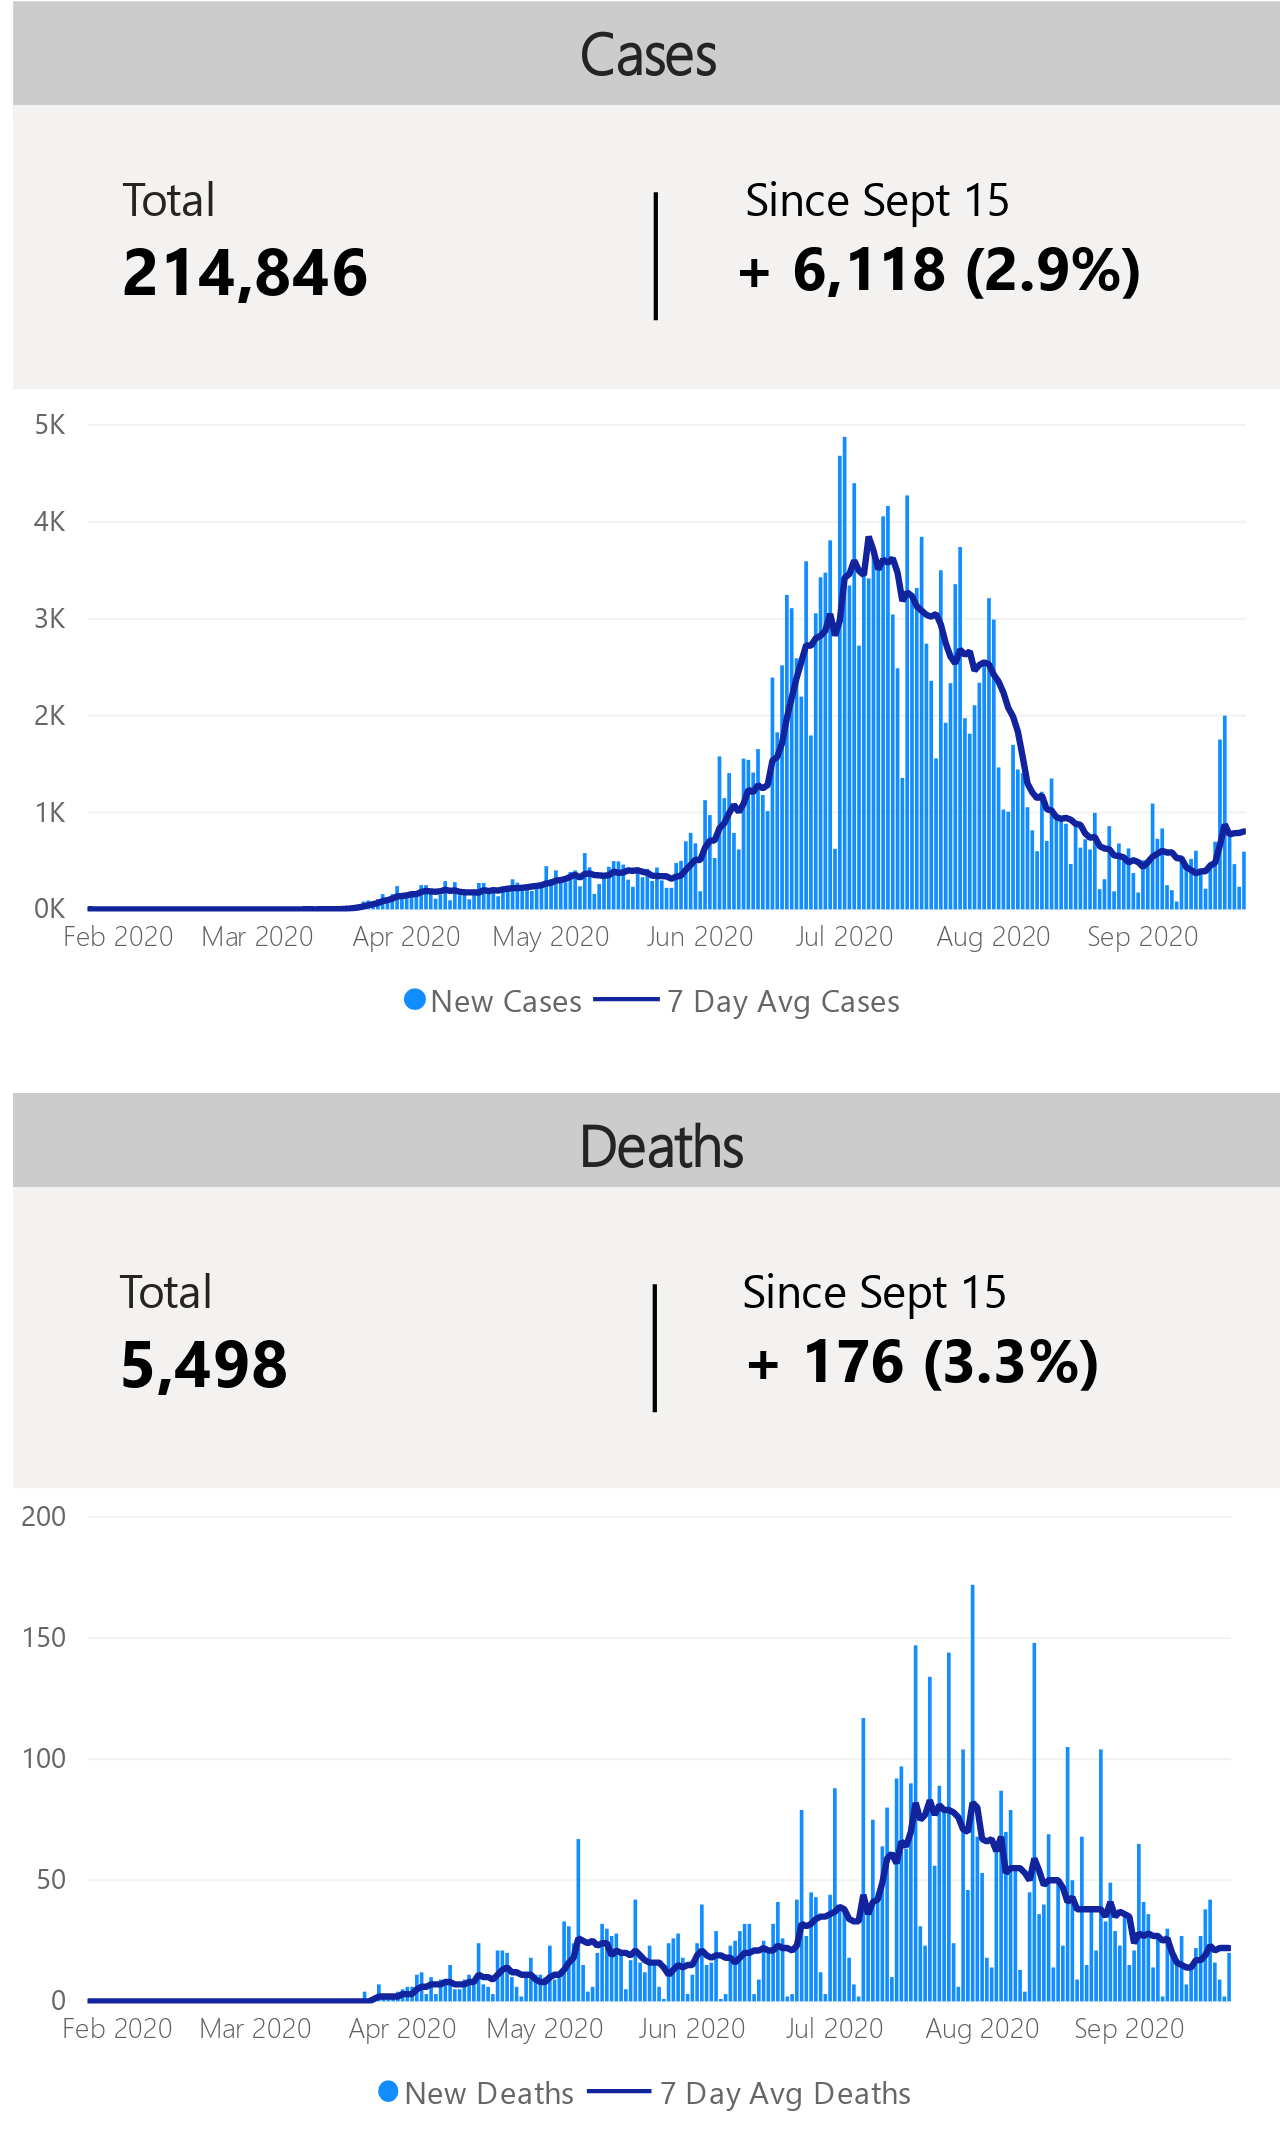 Cases
Total
Since Sept 15
214,846
+ 6,118 (2.9%)
5K
4K
3K
2K
1K
0K
Feb 2020 Mar 2020 Apr 2020 May 2020 Jun 2020 Jul 2020 Aug 2020 Sep 2020
New Cases 7 Day Avg Cases
Deaths
Total
Since Sept 15
5,498
+ 176 (3.3%)
200
150
100
50
0
Feb 2020 Mar 2020 Apr 2020 May 2020 Jun 2020 Jul 2020 Aug 2020 Sep 2020
New Deaths 7 Day Avg Deaths